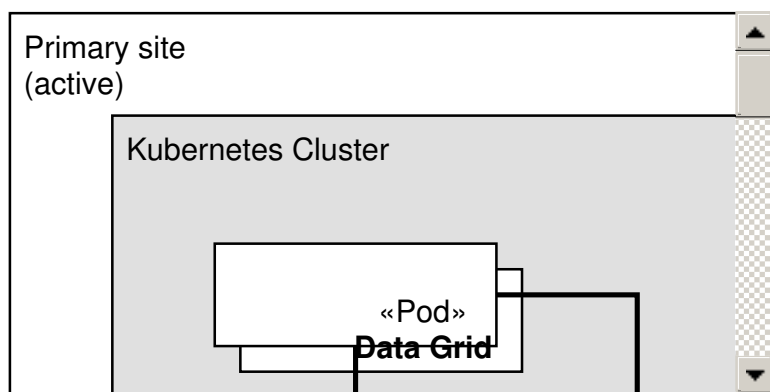 Primary site
(active)
Kubernetes Cluster
«Pod»
Data Grid